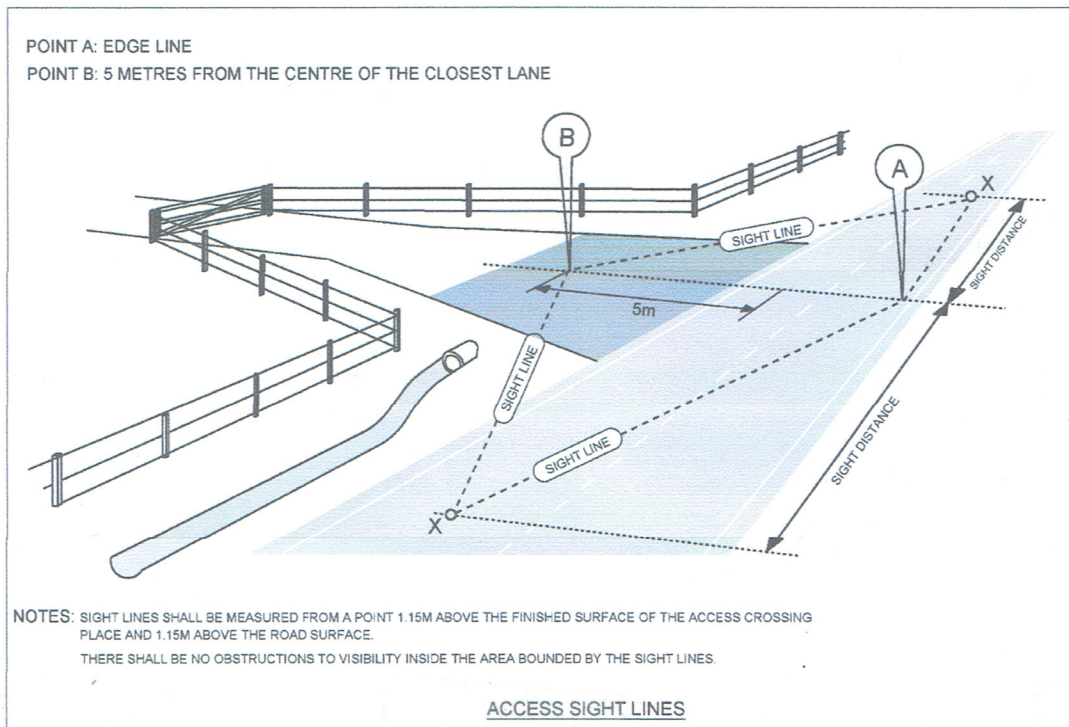 POINT A: EDGE LINE
POINT B: 5 METRES FROM THE CENTRE OF THE CLOSEST LANE
B
A
X
SIGHT LINE
SIGHT DISTANCE
5m
SIGHT LINE
SIGHT LINE
SIGHT DISTANCE
X
NOTES: SIGHT LINES SHALL BE MEASURED FROM A POINT 1.15M ABOVE THE FINISHED SURFACE OF THE ACCESS CROSSING
PLACE AND 1.15M ABOVE THE ROAD SURFACE.
THERE SHALL BE NO OBSTRUCTIONS TO VISIBILITY INSIDE THE AREA BOUNDED BY THE SIGHT LINES.
ACCESS SIGHT LINES